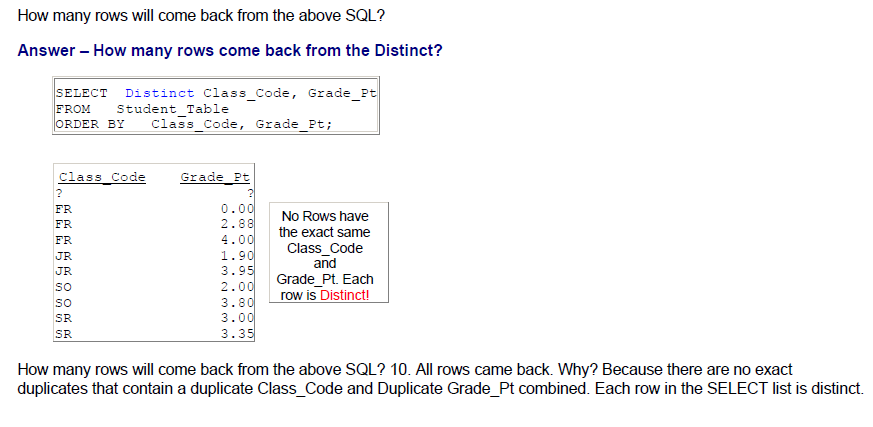 How many rows will come back from the above SQL?
Answer – How many rows come back from the Distinct?
SELECT Distinct Class_Code, Grade_Pt
FROM Student_Table
ORDER BY Class_Code, Grade_Pt;
Class_Code Grade_Pt
? ?
FR 0.00
FR 2.88
FR 4.00
JR 1.90
JR 3.95
SO 2.00
SO 3.80
SR 3.00
SR 3.35
No Rows have
the exact same
Class_Code
and
Grade_Pt. Each
row is Distinct!
How many rows will come back from the above SQL? 10. All rows came back. Why? Because there are no exact
duplicates that contain a duplicate Class_Code and Duplicate Grade_Pt combined. Each row in the SELECT list is distinct.